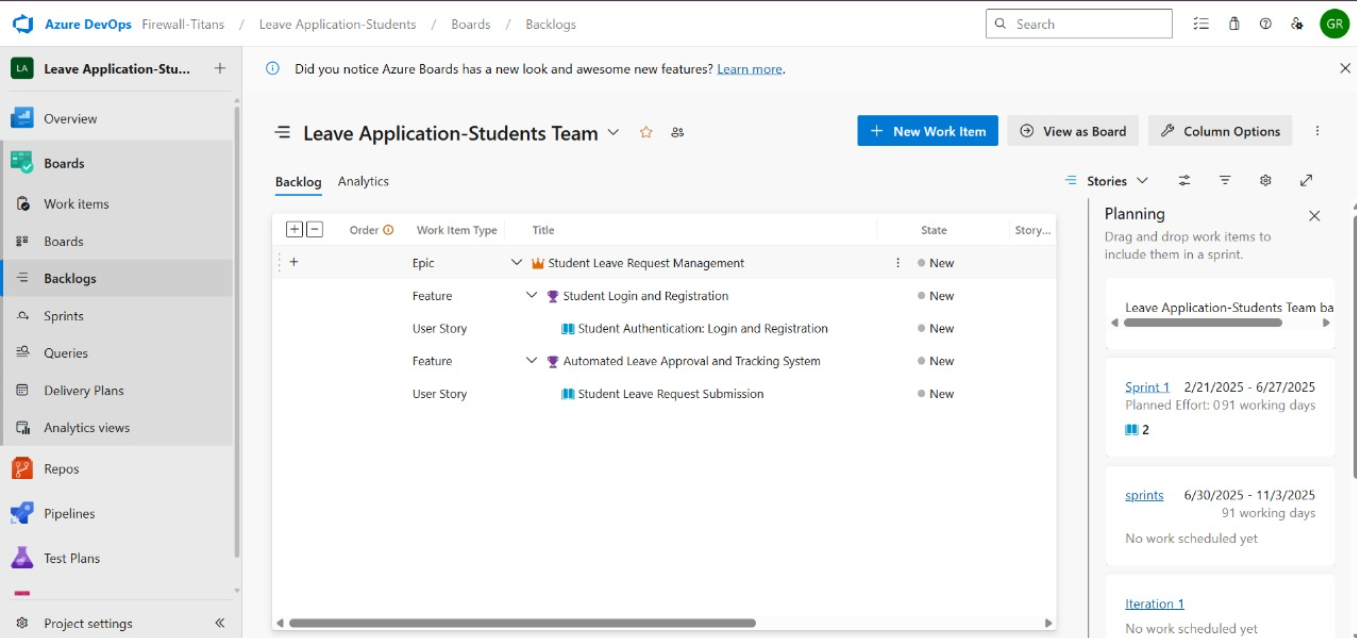 Azure DevOps Firewall-Titans / Leave Application-Students / Boards / Backlogs
Search
GR
LA Leave Application-Stu... +
Did you notice Azure Boards has a new look and awesome new features? Learn more.
Overview
Boards
Work items
Boards
Backlogs
Sprints
Queries
Delivery Plans
Analytics views
Repos
Pipelines
Test Plans
Project settings
Leave Application-Students Team
+ New Work Item
View as Board
Column Options
Backlog Analytics
Stories
Order Work Item Type Title State Story...
+ Epic Student Leave Request Management New
Feature Student Login and Registration New
User Story Student Authentication: Login and Registration New
Feature Automated Leave Approval and Tracking System New
User Story Student Leave Request Submission New
Planning
Drag and drop work items to
include them in a sprint.
Leave Application-Students Team ba
Sprint 1 2/21/2025 - 6/27/2025
Planned Effort: 0 91 working days
2
sprints 6/30/2025 - 11/3/2025
91 working days
No work scheduled yet
Iteration 1
No work scheduled yet